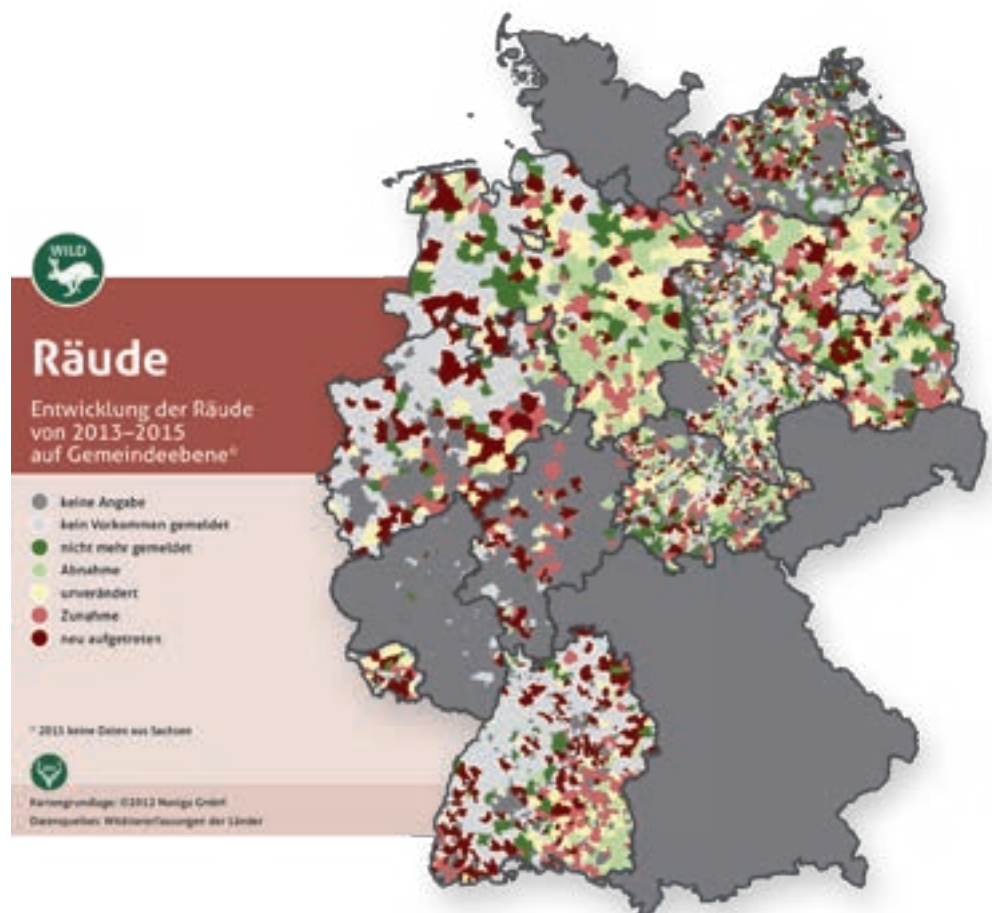 WILD
Räude
Entwicklung der Räude
von 2013–2015
auf Gemeindeebene*
keine Angabe
kein Vorkommen gemeldet
nicht mehr gemeldet
Abnahme
unverändert
Zunahme
neu aufgetreten
* 2015 keine Daten aus Sachsen
Kartengrundlage: ©2012 Nexiga GmbH
Datenquellen: Wildtiererfassungen der Länder